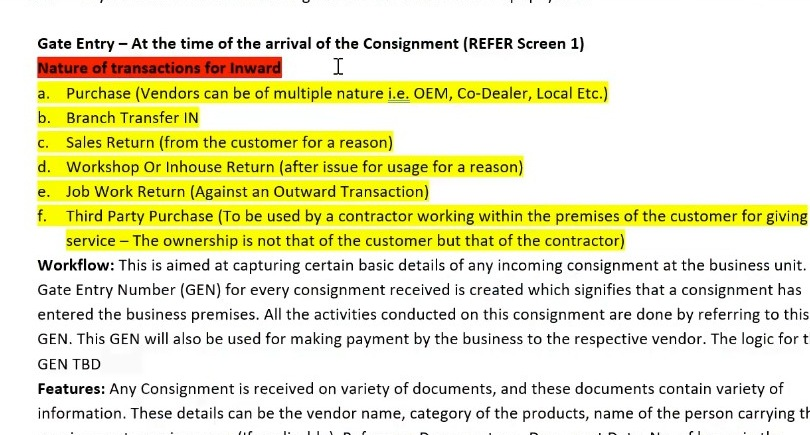 Gate Entry – At the time of the arrival of the Consignment (REFER Screen 1)
Nature of transactions for Inward
a. Purchase (Vendors can be of multiple nature i.e. OEM, Co-Dealer, Local Etc.)
b. Branch Transfer IN
c. Sales Return (from the customer for a reason)
d. Workshop Or Inhouse Return (after issue for usage for a reason)
e. Job Work Return (Against an Outward Transaction)
f. Third Party Purchase (To be used by a contractor working within the premises of the customer for giving
service – The ownership is not that of the customer but that of the contractor)
Workflow: This is aimed at capturing certain basic details of any incoming consignment at the business unit.
Gate Entry Number (GEN) for every consignment received is created which signifies that a consignment has
entered the business premises. All the activities conducted on this consignment are done by referring to this
GEN. This GEN will also be used for making payment by the business to the respective vendor. The logic for
GEN TBD
Features: Any Consignment is received on variety of documents, and these documents contain variety of
information. These details can be the vendor name, category of the products, name of the person carrying